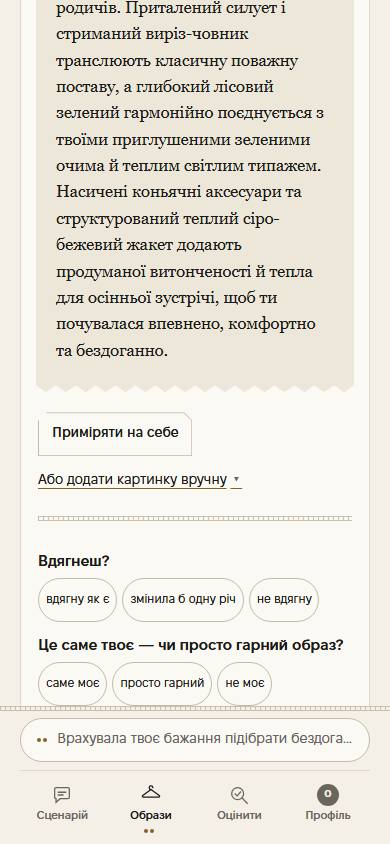 родичів. Приталений силует і
стриманий виріз-човник
транслюють класичну поважну
поставу, а глибокий лісовий
зелений гармонійно поєднується з
твоїми приглушеними зеленими
очима й теплим світлим типажем.
Насичені коньячні аксесуари та
структурований теплий сіро-
бежевий жакет додають
продуманої витонченості й тепла
для осінньої зустрічі, щоб ти
почувалася впевнено, комфортно
та бездоганно.
Приміряти на себе
Або додати картинку вручну
Вдягнеш?
вдягну як є змінила б одну річ не вдягну
Це саме твоє — чи просто гарний образ?
саме моє просто гарний не моє
Врахувала твоє бажання підібрати бездога...
Сценарій Образи Оцінити 0 Профіль